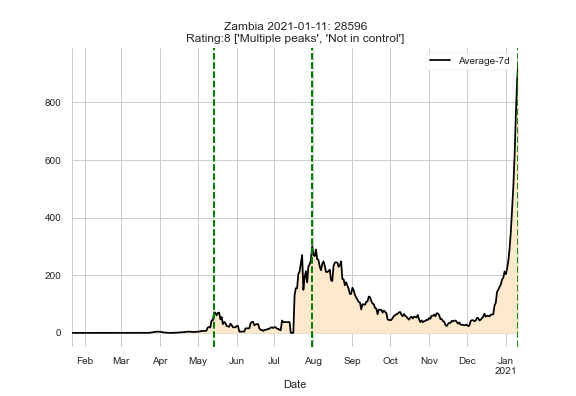 Zambia 2021-01-11: 28596
Rating:8 ['Multiple peaks', 'Not in control']
Average-7d
800
600
400
200
0
Feb Mar Apr May Jun Jul Aug Sep Oct Nov Dec Jan
2021
Date